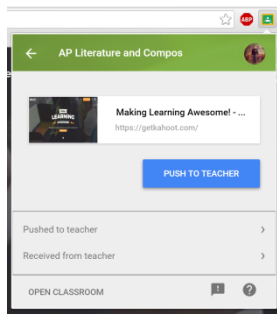 ABP
AP Literature and Compos
LEARNING
Making Learning Awesome! - ...
https://getkahoot.com/
PUSH TO TEACHER
Pushed to teacher
Received from teacher
OPEN CLASSROOM